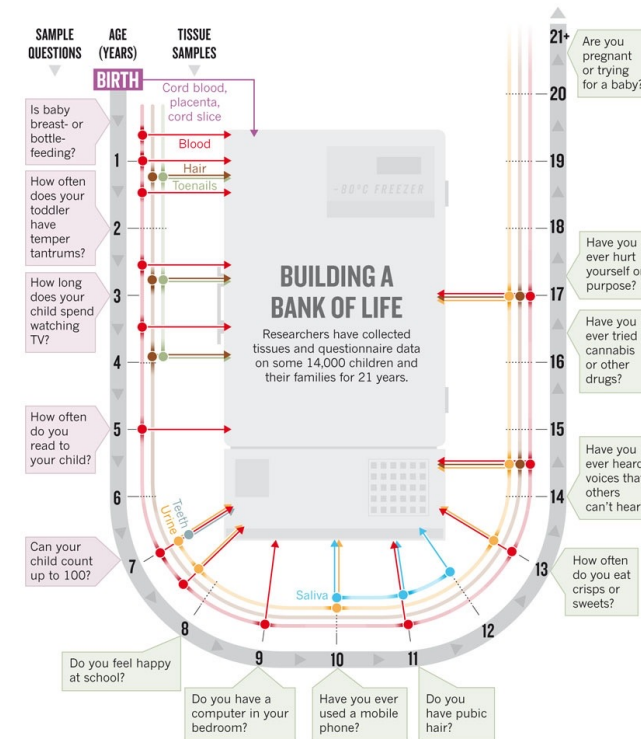 SAMPLE
QUESTIONS
AGE
(YEARS)
TISSUE
SAMPLES
BIRTH
Cord blood,
placenta,
cord slice
Is baby
breast- or
bottle-
feeding?
Blood
1
Hair
Toenails
How often
does your
toddler
have
temper
tantrums?
2
How long
does your
child spend
watching
TV?
3
4
How often
do you
read to
your child?
5
6
Teeth
Urine
Can your
child count
up to 100?
7
-80°C FREEZER
BUILDING A
BANK OF LIFE
Researchers have collected
tissues and questionnaire data
on some 14,000 children and
their families for 21 years.
Saliva
8
Do you feel happy
at school?
9
Do you have a
computer in your
bedroom?
10
Have you ever
used a mobile
phone?
11
Do you
have pubic
hair?
12
13
How often
do you eat
crisps or
sweets?
14
Have you
ever heard
voices that
others
can't hear
15
16
Have you
ever tried
cannabis
or other
drugs?
17
Have you
ever hurt
yourself on
purpose?
18
19
20
21+
Are you
pregnant
or trying
for a baby?